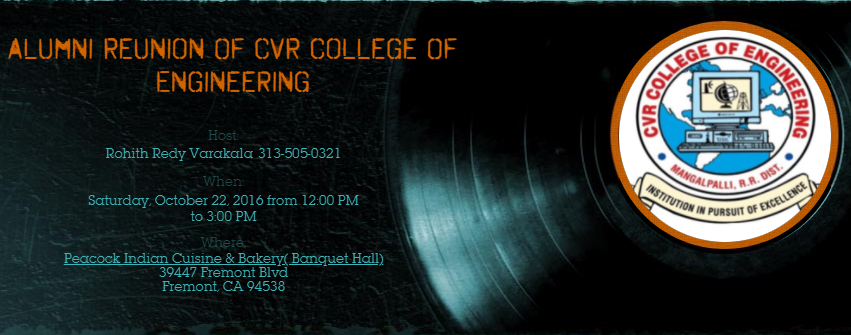 ALUMNI REUNION OF CVR COLLEGE OF
ENGINEERING
Host
Rohith Redy Varakala 313-505-0321
When
Saturday, October 22, 2016 from 12:00 PM
to 3:00 PM
Where
Peacock Indian Cuisine & Bakery( Banquet Hall)
39447 Fremont Blvd
Fremont, CA 94538
CVR COLLEGE OF ENGINEERING
MANGALPALLI, R.R. DIST.
INSTITUTION IN PURSUIT OF EXCELLENCE